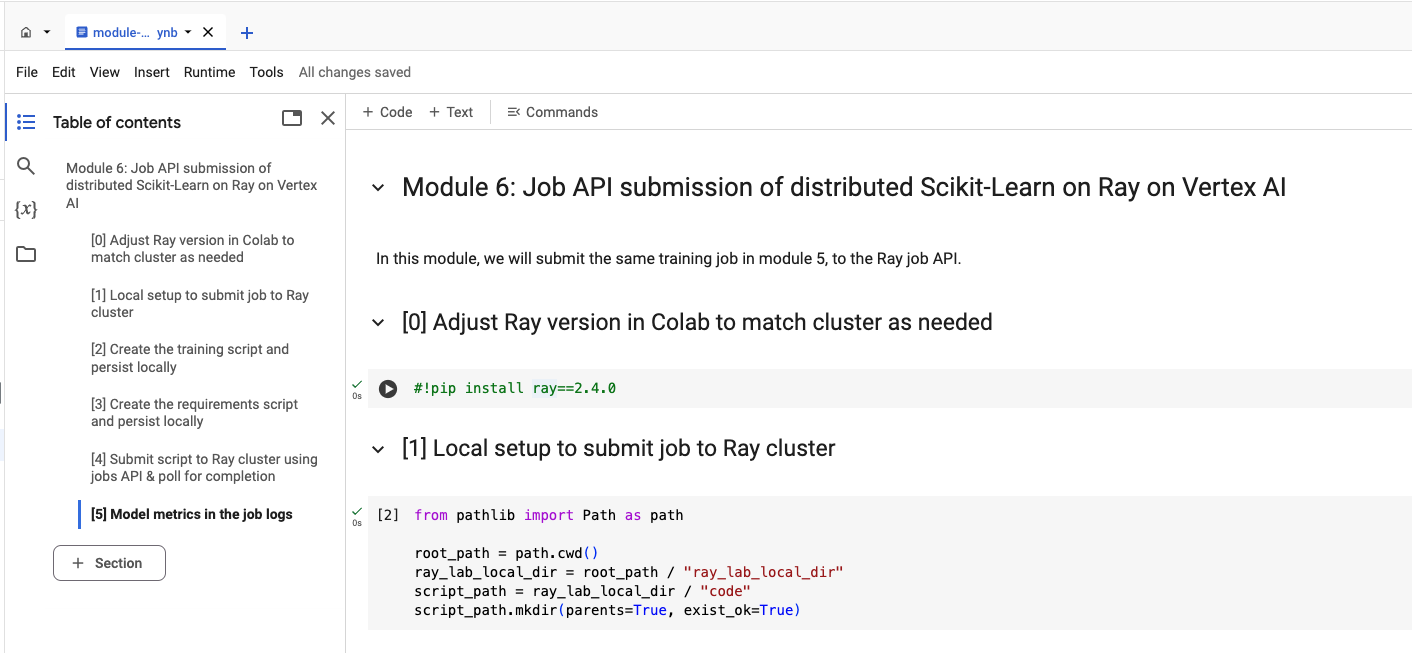 module-... ynb
File Edit View Insert Runtime Tools All changes saved
Table of contents
Module 6: Job API submission of
distributed Scikit-Learn on Ray on Vertex
AI
[0] Adjust Ray version in Colab to
match cluster as needed
[1] Local setup to submit job to Ray
cluster
[2] Create the training script and
persist locally
[3] Create the requirements script
and persist locally
[4] Submit script to Ray cluster using
jobs API & poll for completion
[5] Model metrics in the job logs
+ Section
{x}
+ Code + Text Commands
Module 6: Job API submission of distributed Scikit-Learn on Ray on Vertex AI
In this module, we will submit the same training job in module 5, to the Ray job API.
[0] Adjust Ray version in Colab to match cluster as needed
0s
#!pip install ray==2.4.0
[1] Local setup to submit job to Ray cluster
0s
[2] from pathlib import Path as path
root_path = path.cwd()
ray_lab_local_dir = root_path / "ray_lab_local_dir"
script_path = ray_lab_local_dir / "code"
script_path.mkdir(parents=True, exist_ok=True)